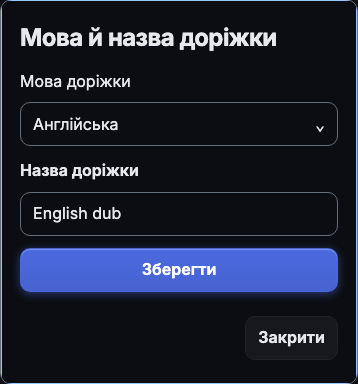 Мова й назва доріжки
Мова доріжки
Англійська
Назва доріжки
English dub
Зберегти
Закрити